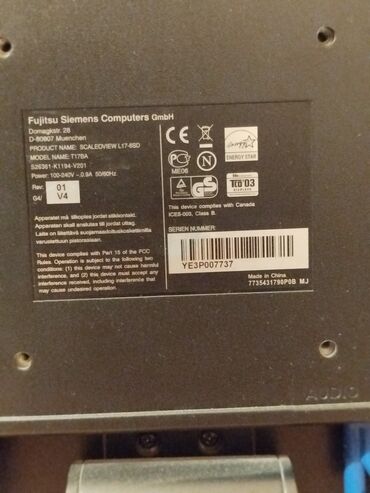 Fujitsu Siemens Computers GmbH
Domagkstr. 28
D-80807 Muenchen
PRODUCT NAME: SCALEOVIEW L17-6SD
MODEL NAME: T17BA
S26361-K1194-V201
Power: 100-240V ~ 0.9A 50/60Hz
Rev. 01
G4/ V4
Apparatet må tilkoples jordet stikkontakt.
Apparaten skall anslutas till jordat uttag.
Laite on liitettävä suojamaadoituskoskettimilla
varustettuun pistorasiaan.
This device complies with Part 15 of the FCC
Rules. Operation is subject to the following two
conditions: (1) this device may not cause harmful
interference, and (2) this device must accept any
interference received, including interference that
may cause undesired operation.
CE
ENERGY STAR
ME06
N
GS
TCO'03
This device complies with Canada
ICES-003, Class B.
SERIEN NUMMER:
YE3P007737
Made in China
7735431790P0B MJ
AUDIO